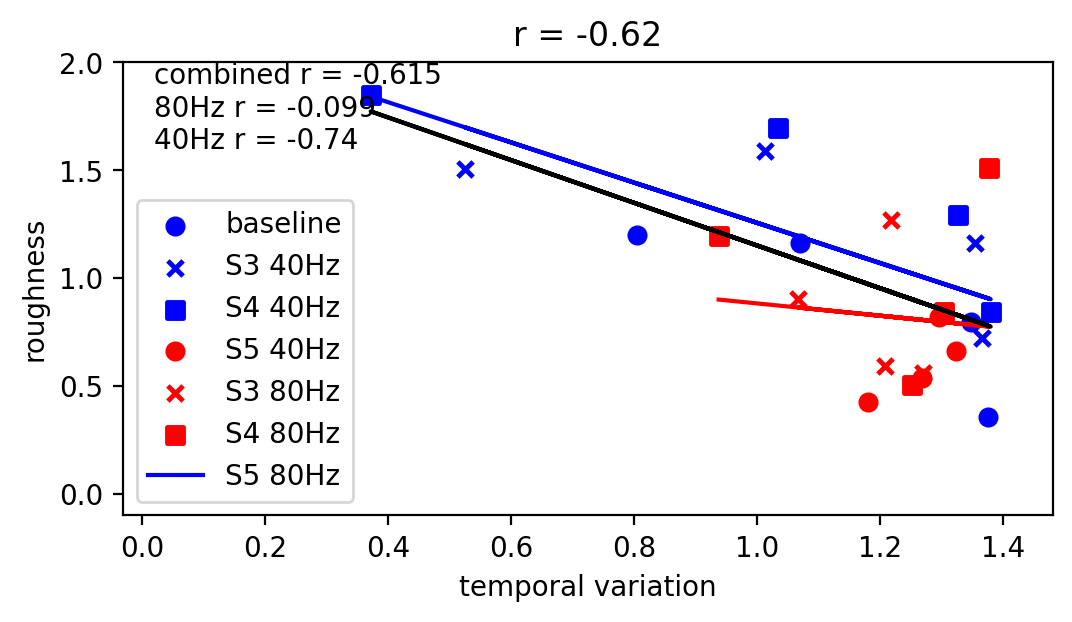 r = -0.62
combined r = -0.615
80Hz r = -0.099
40Hz r = -0.74
baseline
S3 40Hz
S4 40Hz
S5 40Hz
S3 80Hz
S4 80Hz
S5 80Hz
2.0
1.5
1.0
0.5
0.0
roughness
0.0 0.2 0.4 0.6 0.8 1.0 1.2 1.4
temporal variation